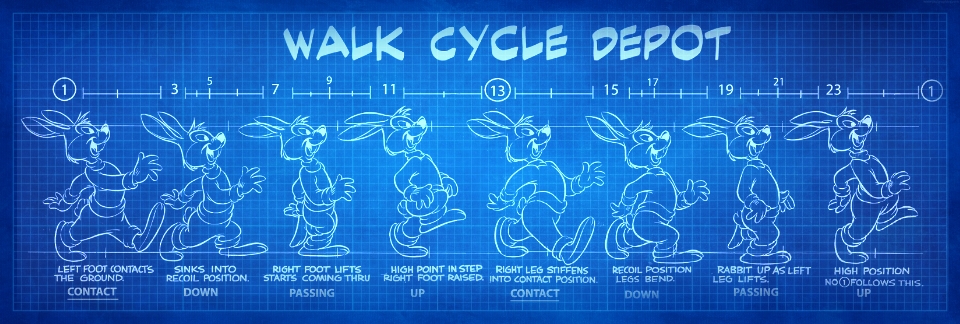 WALK CYCLE DEPOT
1 3 5 7 9 11 13 15 17 19 21 23 1
LEFT FOOT CONTACTS
THE GROUND.
CONTACT
SINKS INTO
RECOIL POSITION.
DOWN
RIGHT FOOT LIFTS
STARTS COMING THRU
PASSING
HIGH POINT IN STEP
RIGHT FOOT RAISED.
UP
RIGHT LEG STIFFENS
INTO CONTACT POSITION.
CONTACT
RECOIL POSITION
LEGS BEND.
DOWN
RABBIT UP AS LEFT
LEG LIFTS.
PASSING
HIGH POSITION
NO 1 FOLLOWS THIS.
UP